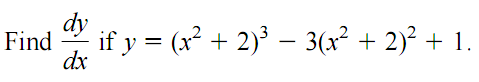 Find dy/dx if y = (x² + 2)³ − 3(x² + 2)² + 1.